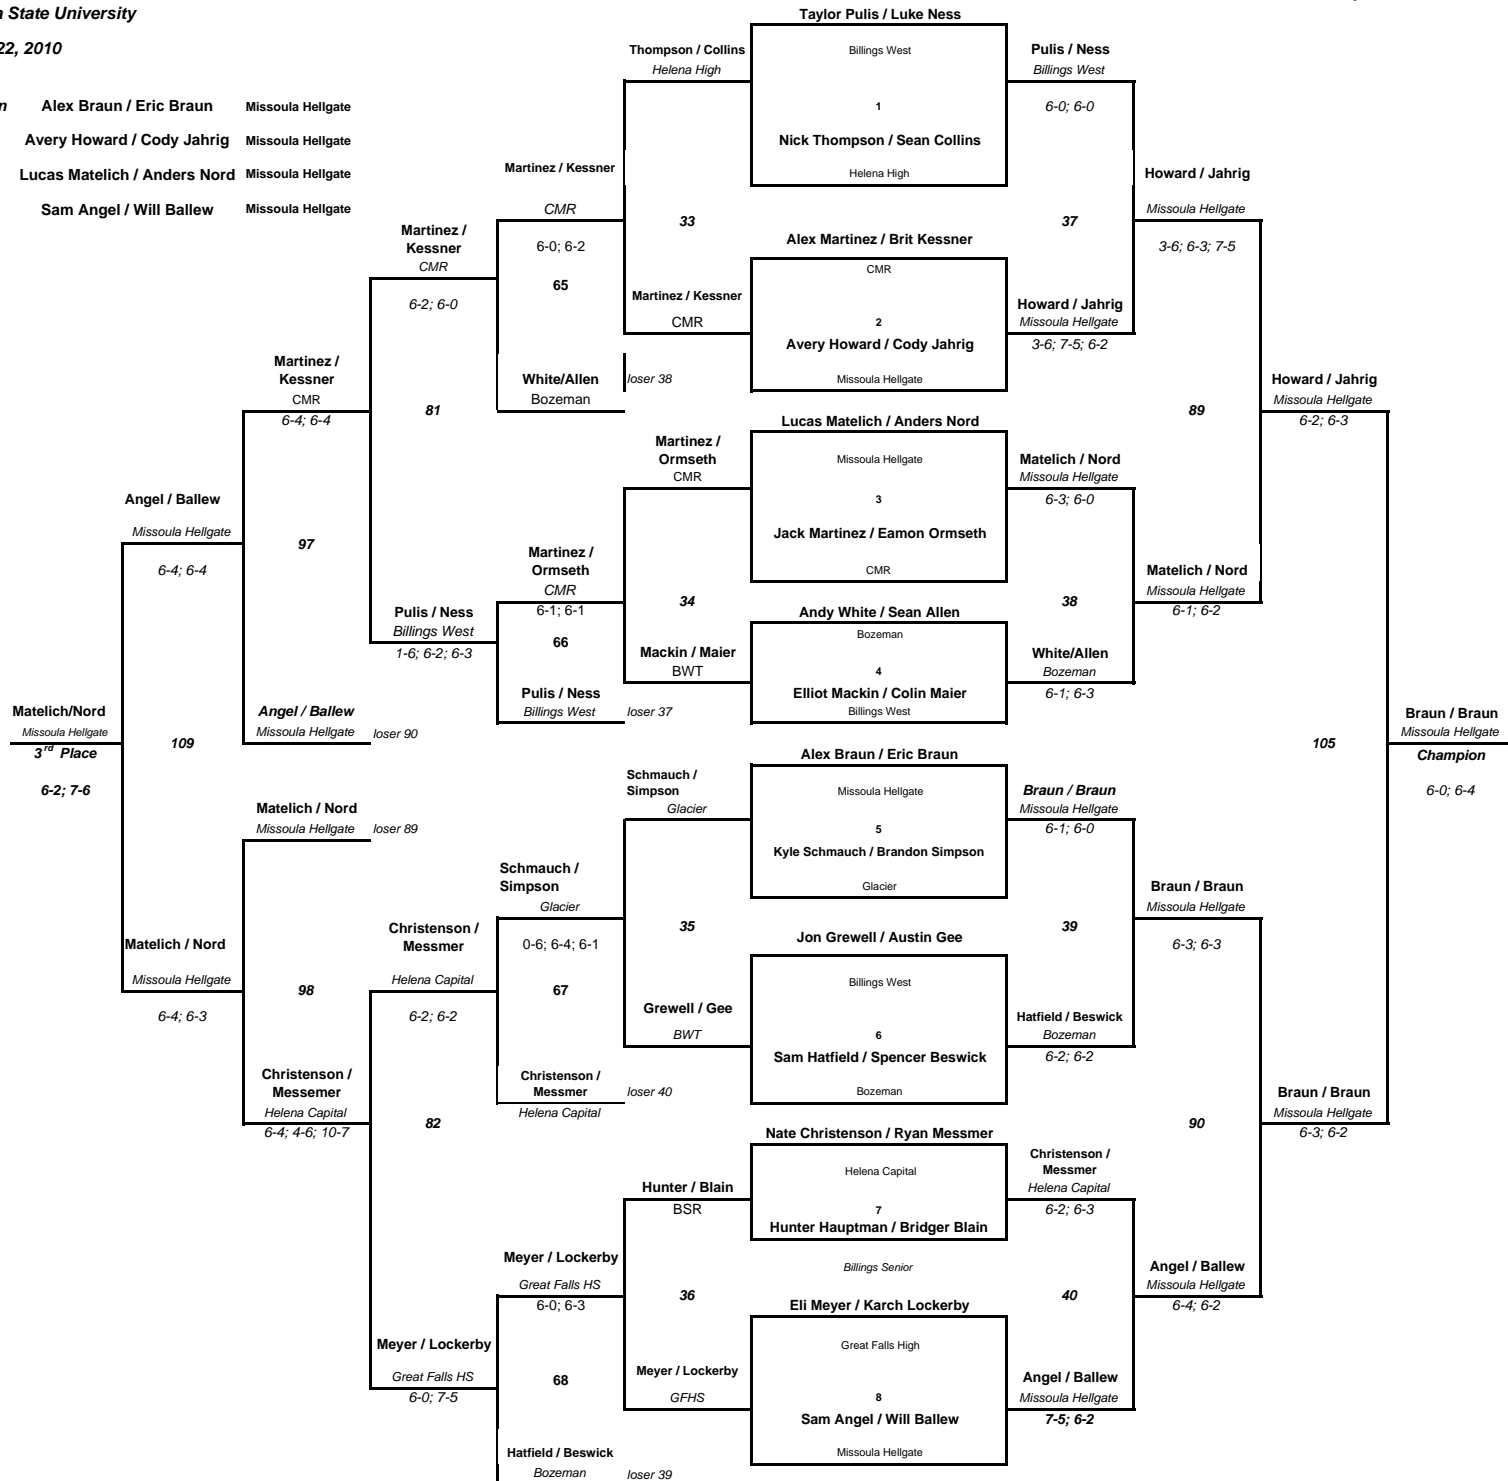 a State University
22, 2010
n Alex Braun / Eric Braun Missoula Hellgate
Avery Howard / Cody Jahrig Missoula Hellgate
Lucas Matelich / Anders Nord Missoula Hellgate
Sam Angel / Will Ballew Missoula Hellgate
Matelich/Nord
Missoula Hellgate
3rd Place
6-2; 7-6
Angel / Ballew
Missoula Hellgate
6-4; 6-4
109
Matelich / Nord
Missoula Hellgate
6-4; 6-3
Martinez /
Kessner
CMR
6-4; 6-4
97
Angel / Ballew
Missoula Hellgate loser 90
Matelich / Nord
Missoula Hellgate loser 89
98
Christenson /
Messemer
Helena Capital
6-4; 4-6; 10-7
Martinez /
Kessner
CMR
6-2; 6-0
81
Pulis / Ness
Billings West
1-6; 6-2; 6-3
Christenson /
Messmer
Helena Capital
6-2; 6-2
82
Meyer / Lockerby
Great Falls HS
6-0; 7-5
Martinez / Kessner
CMR
6-0; 6-2
65
White/Allen loser 38
Bozeman
Martinez /
Ormseth
CMR
6-1; 6-1
66
Pulis / Ness
Billings West loser 37
Schmauch /
Simpson
Glacier
0-6; 6-4; 6-1
67
Christenson /
Messmer loser 40
Helena Capital
Meyer / Lockerby
Great Falls HS
6-0; 6-3
68
Hatfield / Beswick
Bozeman loser 39
Thompson / Collins
Helena High
33
Martinez / Kessner
CMR
Martinez /
Ormseth
CMR
34
Mackin / Maier
BWT
Schmauch /
Simpson
Glacier
35
Grewell / Gee
BWT
Hunter / Blain
BSR
36
Meyer / Lockerby
GFHS
Taylor Pulis / Luke Ness
Billings West
1
Nick Thompson / Sean Collins
Helena High
Alex Martinez / Brit Kessner
CMR
2
Avery Howard / Cody Jahrig
Missoula Hellgate
Lucas Matelich / Anders Nord
Missoula Hellgate
3
Jack Martinez / Eamon Ormseth
CMR
Andy White / Sean Allen
Bozeman
4
Elliot Mackin / Colin Maier
Billings West
Alex Braun / Eric Braun
Missoula Hellgate
5
Kyle Schmauch / Brandon Simpson
Glacier
Jon Grewell / Austin Gee
Billings West
6
Sam Hatfield / Spencer Beswick
Bozeman
Nate Christenson / Ryan Messmer
Helena Capital
7
Hunter Hauptman / Bridger Blain
Billings Senior
Eli Meyer / Karch Lockerby
Great Falls High
8
Sam Angel / Will Ballew
Missoula Hellgate
Pulis / Ness
Billings West
6-0; 6-0
37
Howard / Jahrig
Missoula Hellgate
3-6; 7-5; 6-2
Matelich / Nord
Missoula Hellgate
6-3; 6-0
38
White/Allen
Bozeman
6-1; 6-3
Braun / Braun
Missoula Hellgate
6-1; 6-0
39
Hatfield / Beswick
Bozeman
6-2; 6-2
Christenson /
Messmer
Helena Capital
6-2; 6-3
40
Angel / Ballew
Missoula Hellgate
7-5; 6-2
Howard / Jahrig
Missoula Hellgate
3-6; 6-3; 7-5
89
Matelich / Nord
Missoula Hellgate
6-1; 6-2
Braun / Braun
Missoula Hellgate
6-3; 6-3
90
Angel / Ballew
Missoula Hellgate
6-4; 6-2
Howard / Jahrig
Missoula Hellgate
6-2; 6-3
105
Braun / Braun
Missoula Hellgate
6-3; 6-2
Braun / Braun
Missoula Hellgate
Champion
6-0; 6-4